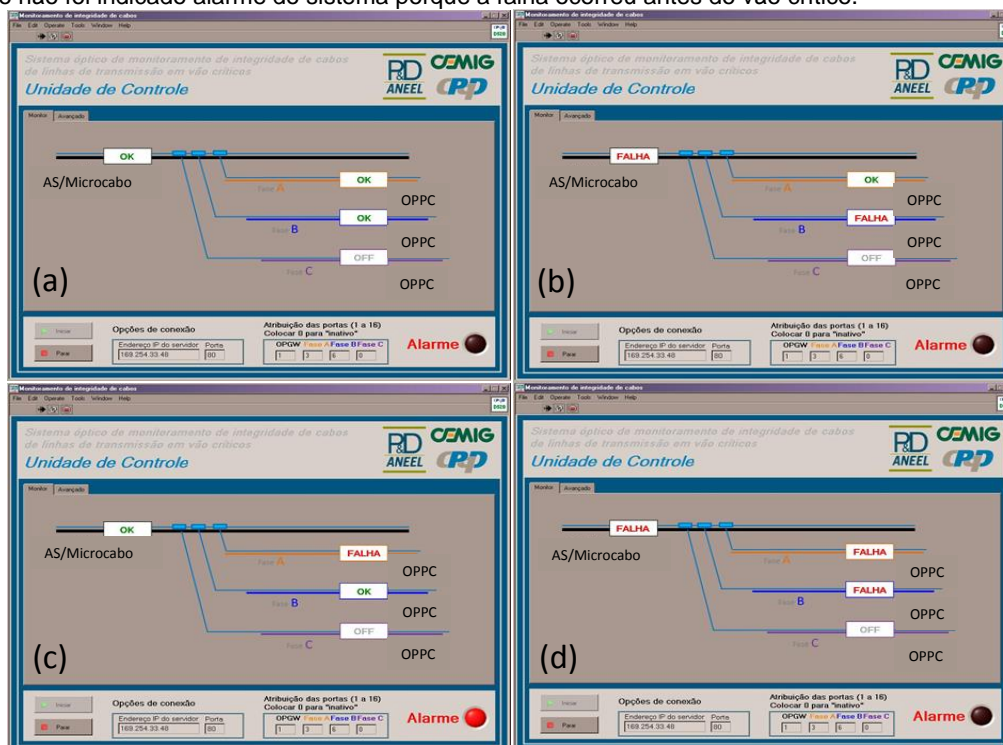 não foi indicado alarme do sistema porque a falha ocorreu antes do vão crítico.
Monitoramento de integridade de cabos
File Edit Operate Tools Window Help
Sistema óptico de monitoramento de integridade de cabos
de linhas de transmissão em vão críticos
Unidade de Controle
P&D
ANEEL
CEMIG
CPqD
Monitor Avançado
OK
AS/Microcabo
Fase A
OK
OPPC
Fase B
OK
OPPC
Fase C
OFF
OPPC
(a)
Iniciar
Parar
Opções de conexão
Endereço IP do servidor Porta
169.254.33.48 80
Atribuição das portas (1 a 16)
Colocar 0 para "inativo"
OPGW Fase A Fase B Fase C
1 3 6 0
Alarme
Monitoramento de integridade de cabos
File Edit Operate Tools Window Help
Sistema óptico de monitoramento de integridade de cabos
de linhas de transmissão em vão críticos
Unidade de Controle
P&D
ANEEL
CEMIG
CPqD
Monitor Avançado
FALHA
AS/Microcabo
Fase A
OK
OPPC
Fase B
FALHA
OPPC
Fase C
OFF
OPPC
(b)
Iniciar
Parar
Opções de conexão
Endereço IP do servidor Porta
169.254.33.48 80
Atribuição das portas (1 a 16)
Colocar 0 para "inativo"
OPGW Fase A Fase B Fase C
1 3 6 0
Alarme
Monitoramento de integridade de cabos
File Edit Operate Tools Window Help
Sistema óptico de monitoramento de integridade de cabos
de linhas de transmissão em vão críticos
Unidade de Controle
P&D
ANEEL
CEMIG
CPqD
Monitor Avançado
OK
AS/Microcabo
Fase A
FALHA
OPPC
Fase B
OK
OPPC
Fase C
OFF
OPPC
(c)
Iniciar
Parar
Opções de conexão
Endereço IP do servidor Porta
169.254.33.48 80
Atribuição das portas (1 a 16)
Colocar 0 para "inativo"
OPGW Fase A Fase B Fase C
1 3 6 0
Alarme
Monitoramento de integridade de cabos
File Edit Operate Tools Window Help
Sistema óptico de monitoramento de integridade de cabos
de linhas de transmissão em vão críticos
Unidade de Controle
P&D
ANEEL
CEMIG
CPqD
Monitor Avançado
FALHA
AS/Microcabo
Fase A
FALHA
OPPC
Fase B
FALHA
OPPC
Fase C
OFF
OPPC
(d)
Iniciar
Parar
Opções de conexão
Endereço IP do servidor Porta
169.254.33.48 80
Atribuição das portas (1 a 16)
Colocar 0 para "inativo"
OPGW Fase A Fase B Fase C
1 3 6 0
Alarme